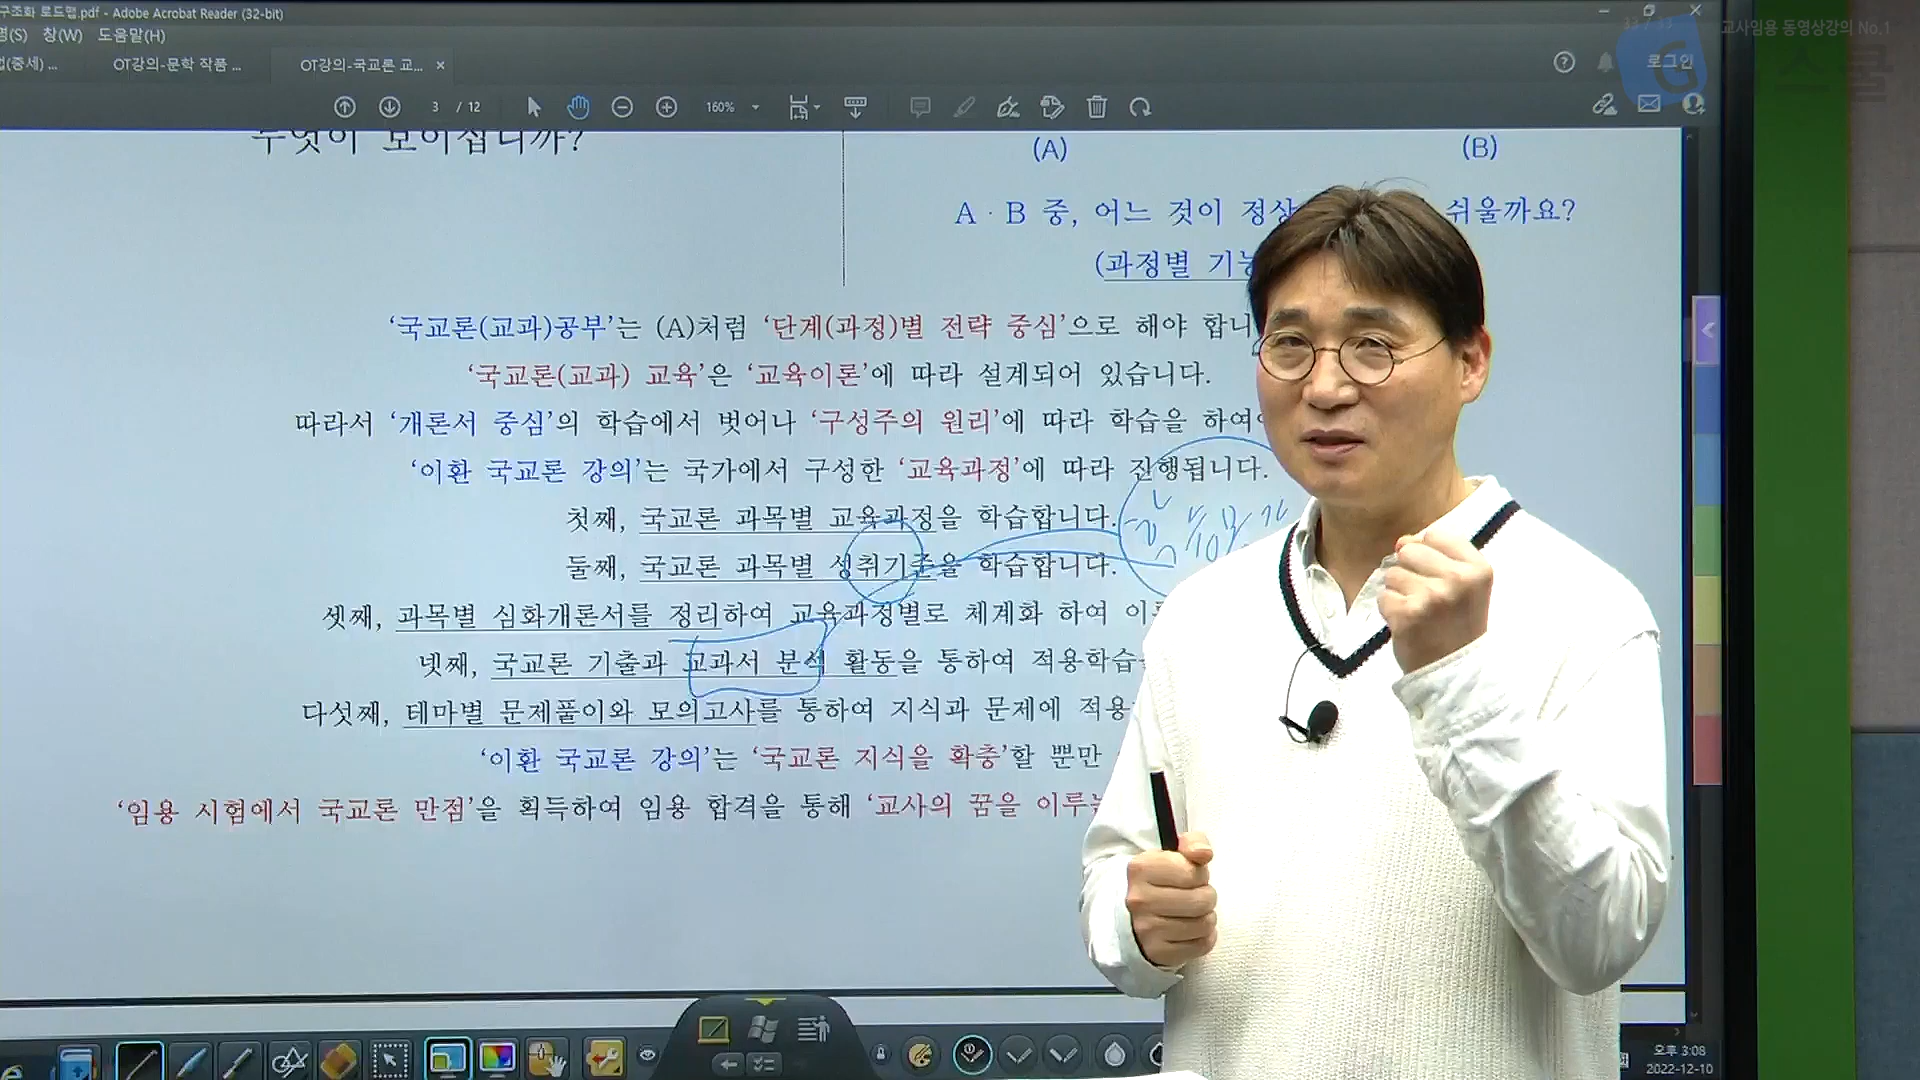 구조화 로드맵.pdf - Adobe Acrobat Reader (32-bit)
33 / 33
교사임용 동영상강의 No.1
스쿨
창(W) 도움말(H)
OT강의-문학 작품 ...
OT강의-국교론 교... ×
로그인
3 / 12
160%
무엇이 보이십니까?
(A) (B)
A · B 중, 어느 것이 정상 쉬울까요?
(과정별 기능
‘국교론(교과)공부’는 (A)처럼 ‘단계(과정)별 전략 중심’으로 해야 합니
‘국교론(교과) 교육’은 ‘교육이론’에 따라 설계되어 있습니다.
따라서 ‘개론서 중심’의 학습에서 벗어나 ‘구성주의 원리’에 따라 학습을 하여야
‘이환 국교론 강의’는 국가에서 구성한 ‘교육과정’에 따라 진행됩니다.
첫째, 국교론 과목별 교육과정을 학습합니다.
둘째, 국교론 과목별 성취기준을 학습합니다.
셋째, 과목별 심화개론서를 정리하여 교육과정별로 체계화 하여
넷째, 국교론 기출과 교과서 분석 활동을 통하여 적용학습
다섯째, 테마별 문제풀이와 모의고사를 통하여 지식과 문제에 적용
‘이환 국교론 강의’는 ‘국교론 지식을 확충’할 뿐만
‘임용 시험에서 국교론 만점’을 획득하여 임용 합격을 통해 ‘교사의 꿈을 이루는
오후 3:08
2022-12-10